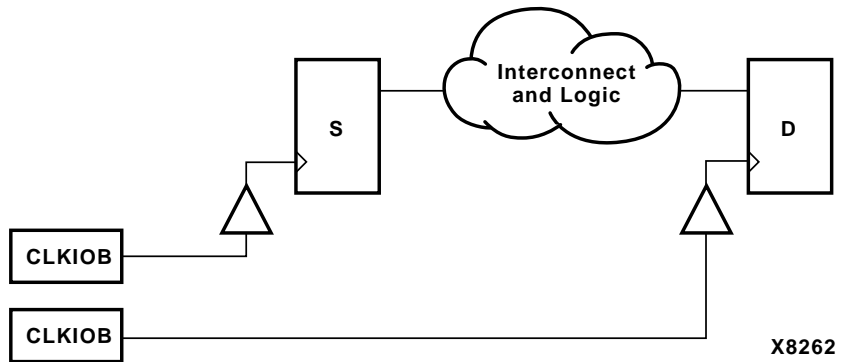 Interconnect
and Logic
S
D
CLKIOB
CLKIOB
X8262